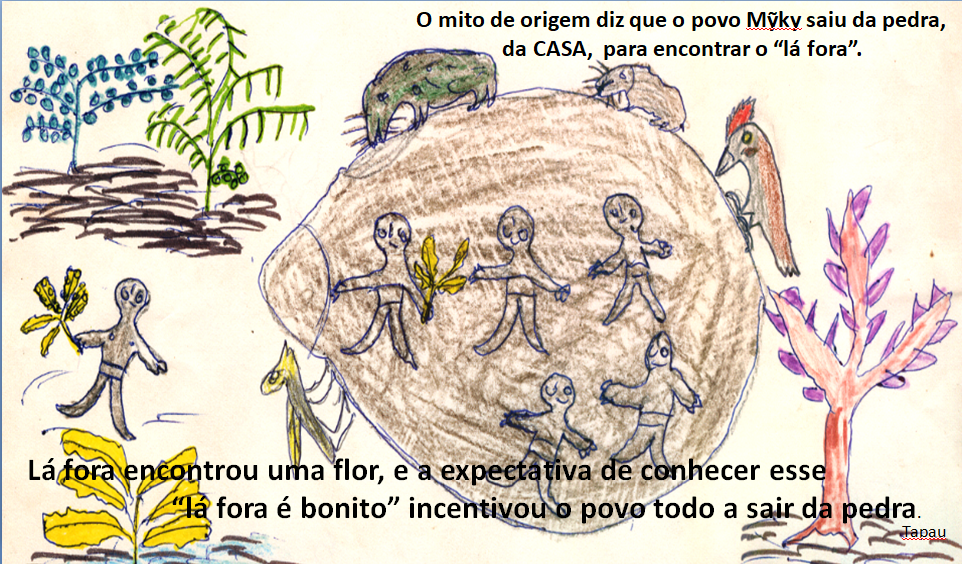 O mito de origem diz que o povo Mỹkỵ saiu da pedra,
da CASA, para encontrar o “lá fora”.
Lá fora encontrou uma flor, e a expectativa de conhecer esse
“lá fora é bonito” incentivou o povo todo a sair da pedra.
Tapau